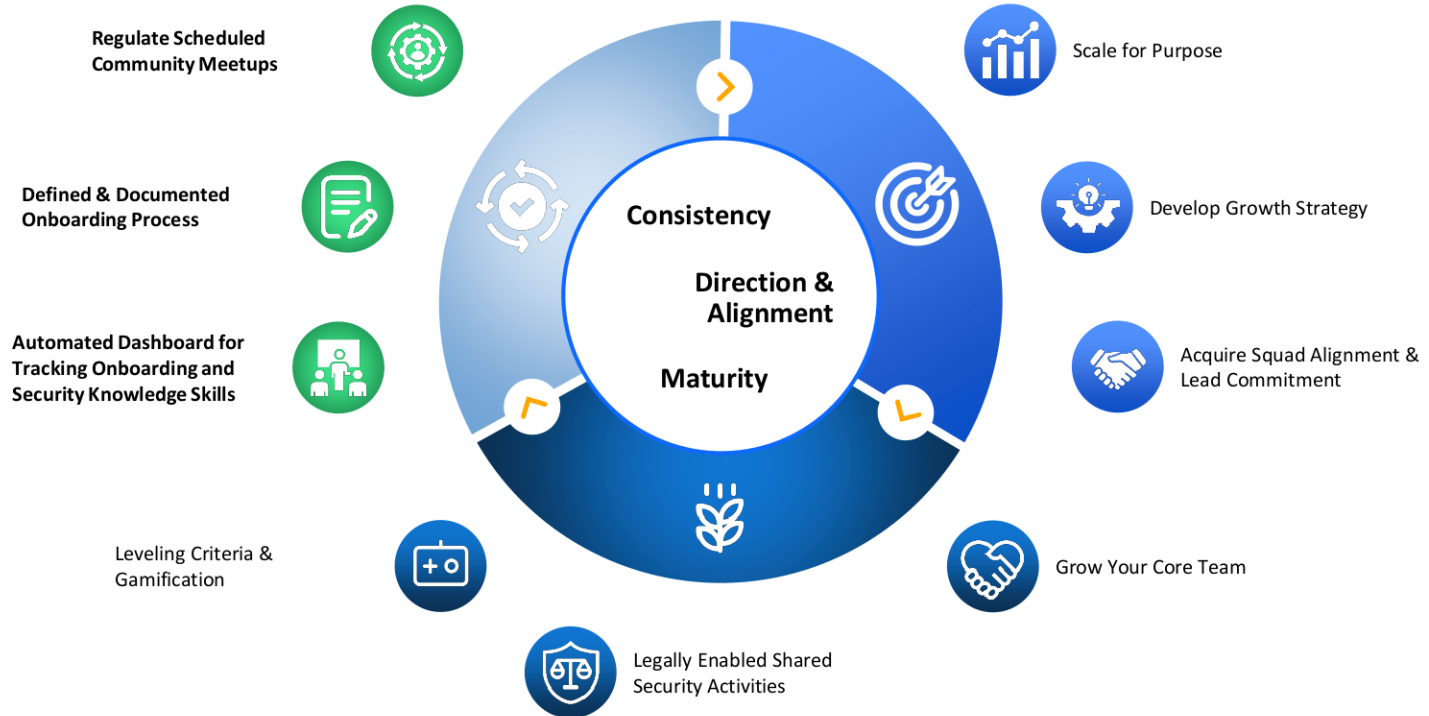 Regulate Scheduled
Community Meetups
Defined & Documented
Onboarding Process
Automated Dashboard for
Tracking Onboarding and
Security Knowledge Skills
Leveling Criteria &
Gamification
Consistency
Direction &
Alignment
Maturity
Scale for Purpose
Develop Growth Strategy
Acquire Squad Alignment &
Lead Commitment
Grow Your Core Team
Legally Enabled Shared
Security Activities